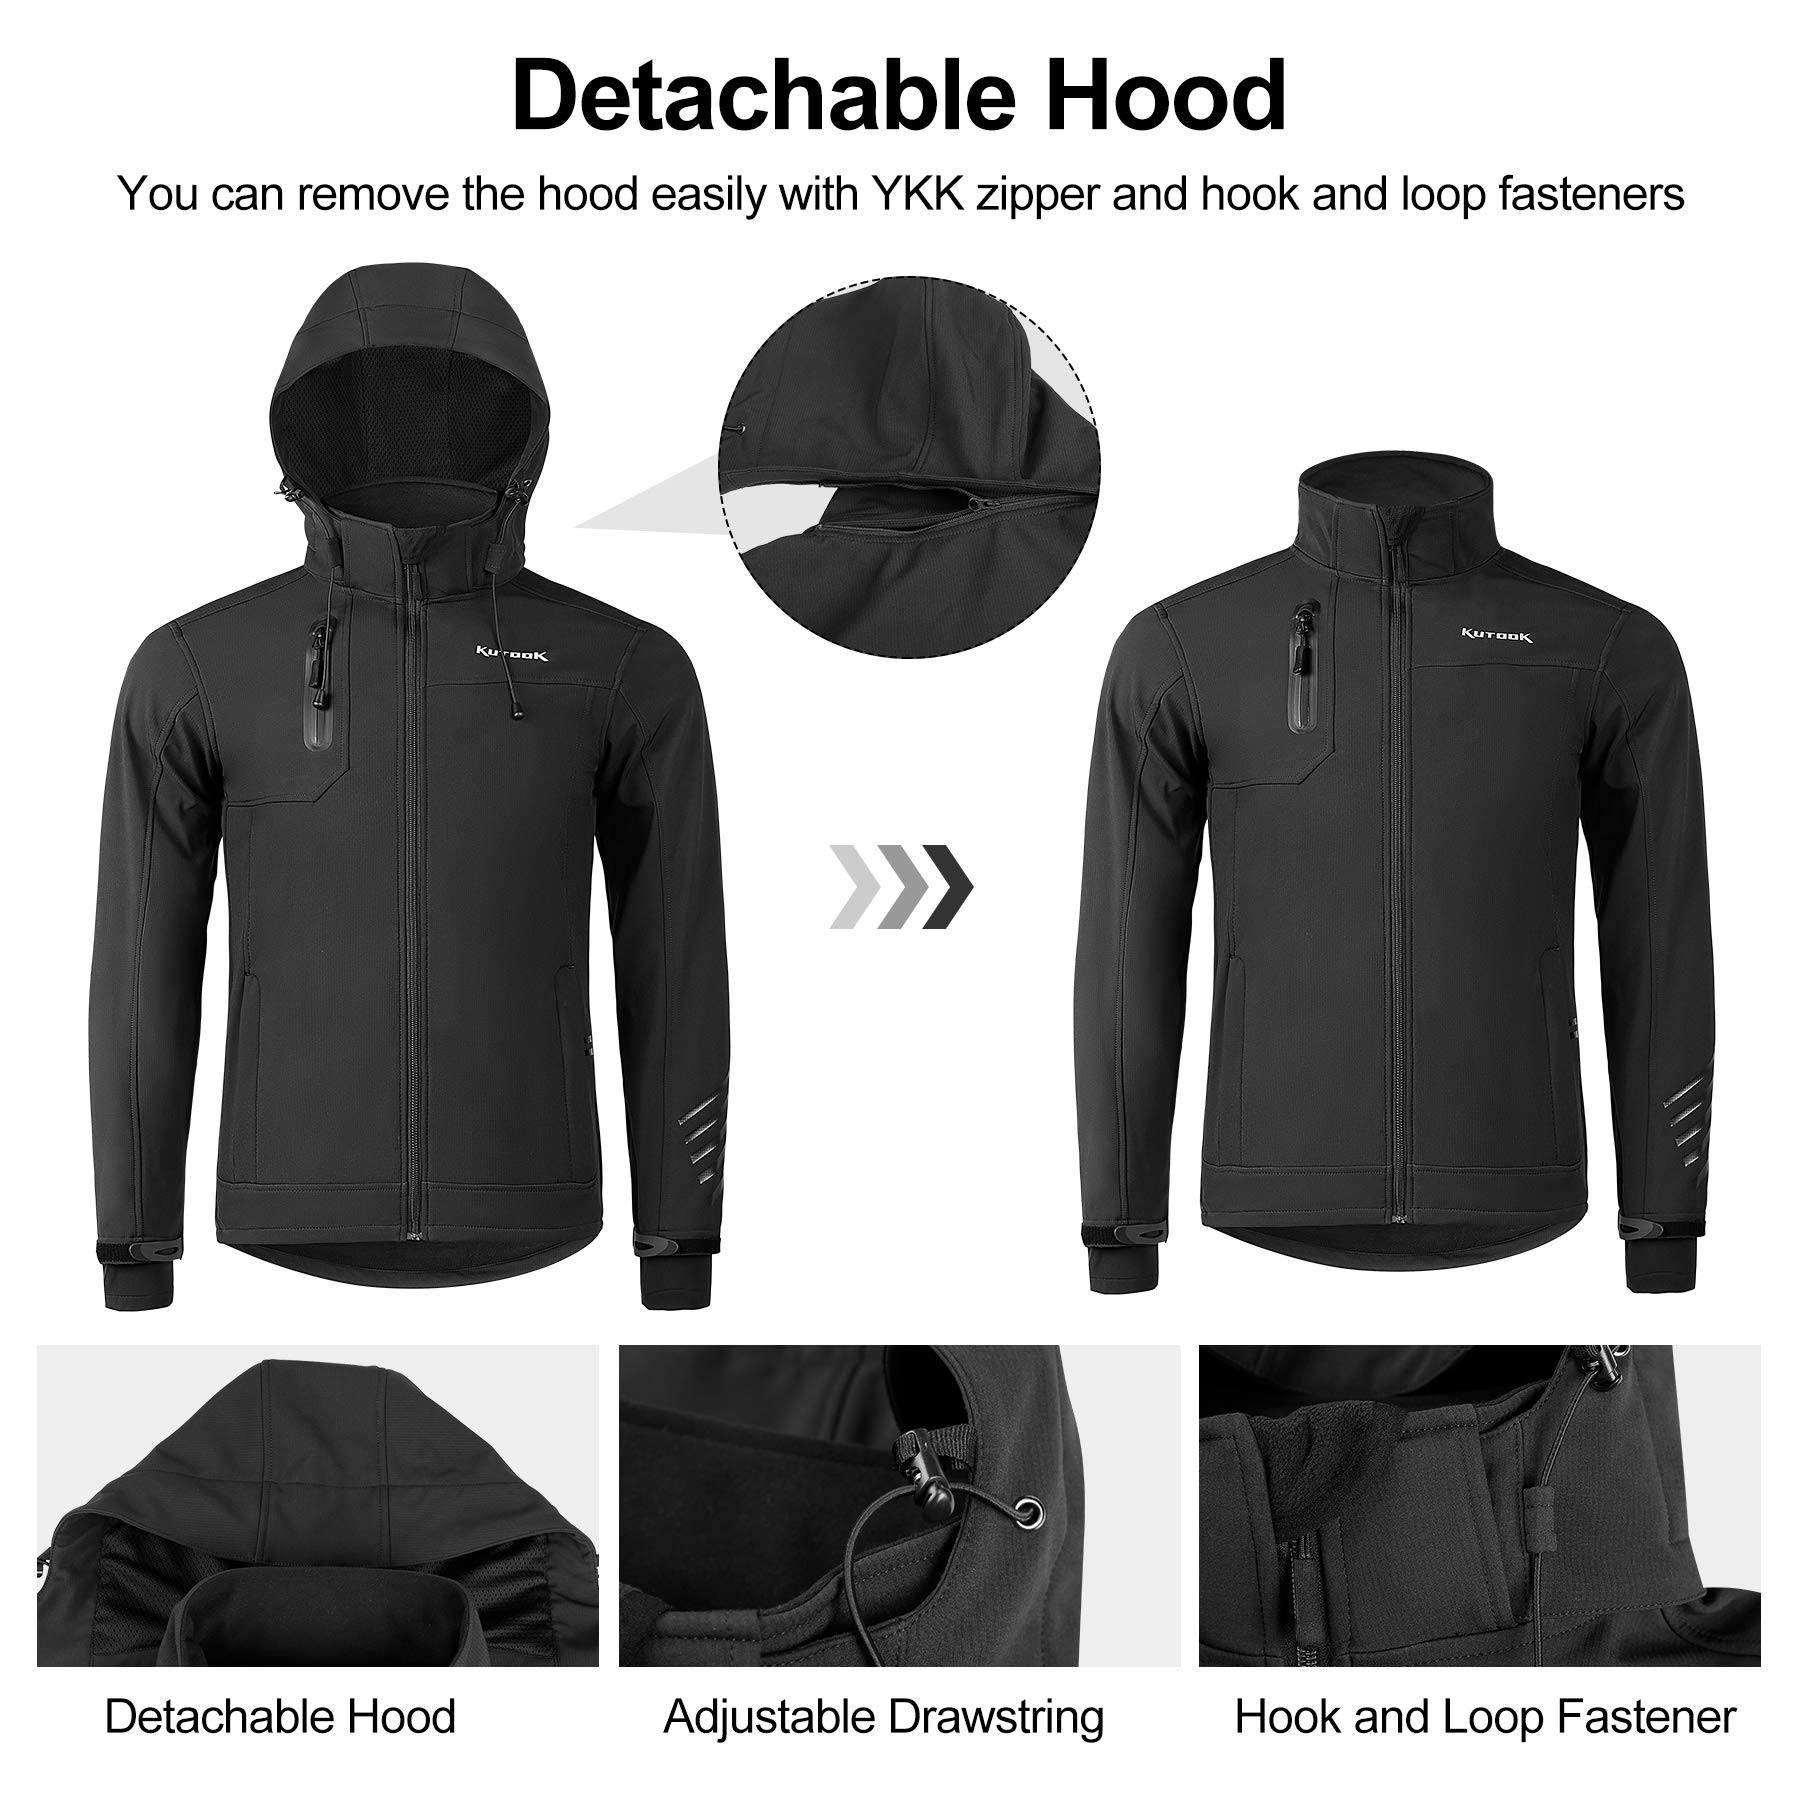 Detachable Hood
You can remove the hood easily with YKK zipper and hook and loop fasteners
KUTOOK
KUTOOK
Detachable Hood
Adjustable Drawstring
Hook and Loop Fastener